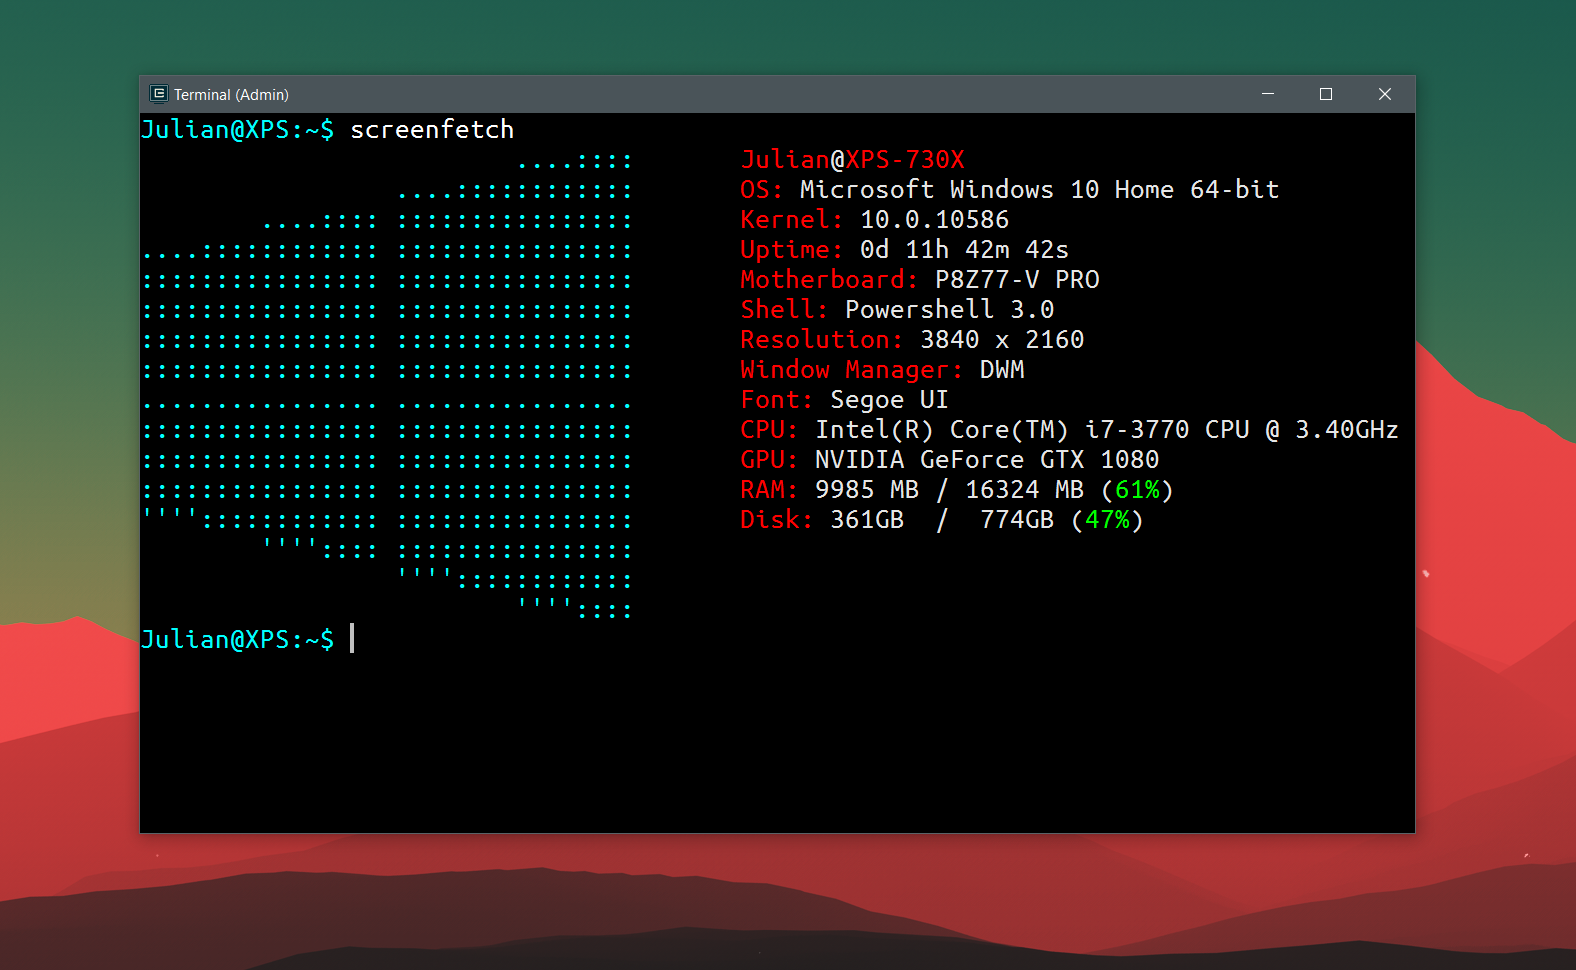 Terminal (Admin)
Julian@XPS:~$ screenfetch
....::::
Julian@XPS-730X
....::::::::::::
OS: Microsoft Windows 10 Home 64-bit
....:::: ::::::::::::::::
Kernel: 10.0.10586
....:::::::::::: ::::::::::::::::
Uptime: 0d 11h 42m 42s
:::::::::::::::: ::::::::::::::::
Motherboard: P8Z77-V PRO
:::::::::::::::: ::::::::::::::::
Shell: Powershell 3.0
:::::::::::::::: ::::::::::::::::
Resolution: 3840 x 2160
:::::::::::::::: ::::::::::::::::
Window Manager: DWM
................ ................
Font: Segoe UI
:::::::::::::::: ::::::::::::::::
CPU: Intel(R) Core(TM) i7-3770 CPU @ 3.40GHz
:::::::::::::::: ::::::::::::::::
GPU: NVIDIA GeForce GTX 1080
:::::::::::::::: ::::::::::::::::
RAM: 9985 MB / 16324 MB (61%)
'''':::::::::::: ::::::::::::::::
Disk: 361GB  /  774GB (47%)
''''::::  ::::::::::::::::
''''::::::::::::
''''::::
Julian@XPS:~$